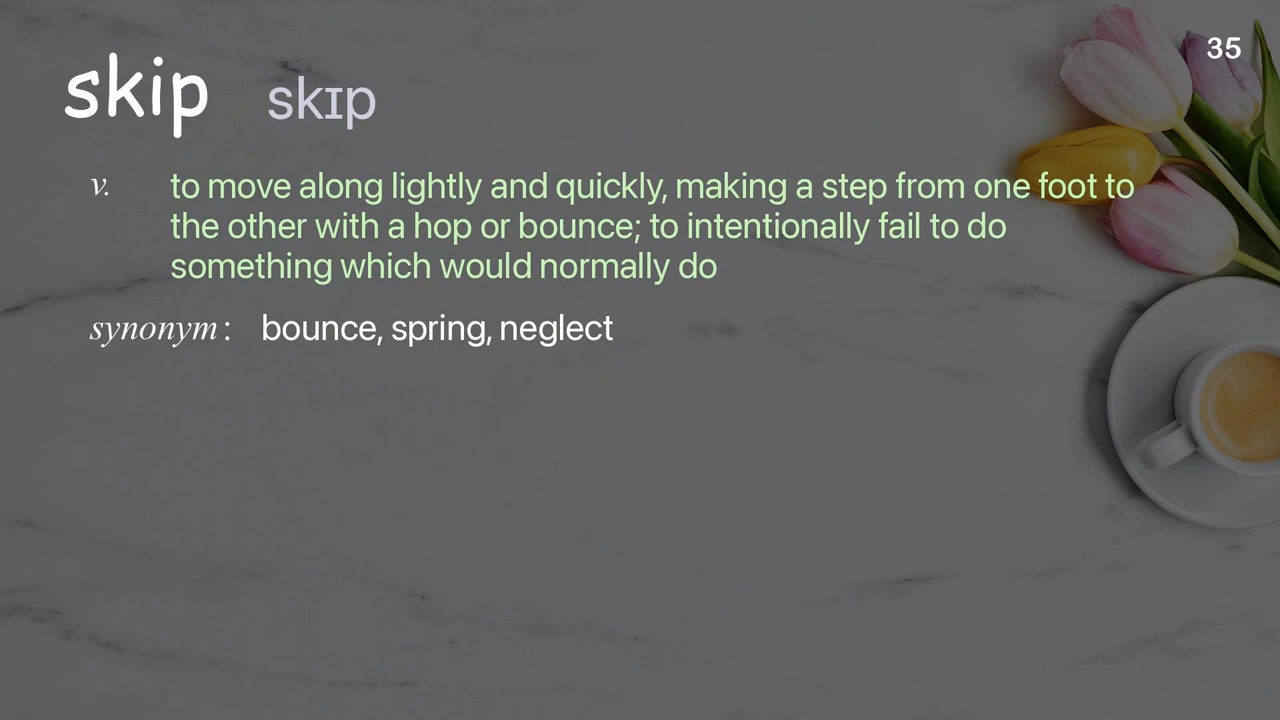 35
skip skɪp
v. to move along lightly and quickly, making a step from one foot to
the other with a hop or bounce; to intentionally fail to do
something which would normally do
synonym: bounce, spring, neglect